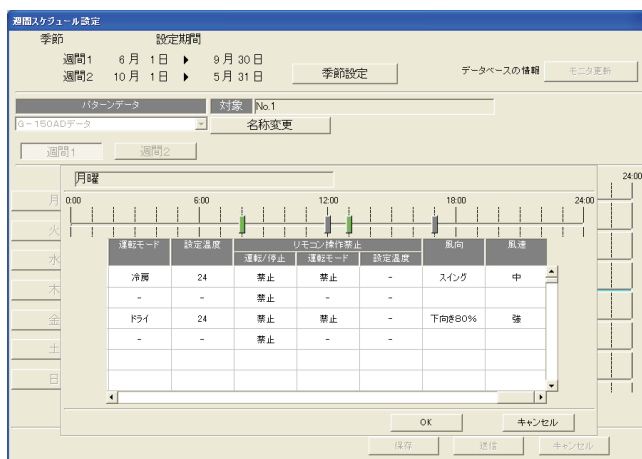 週間スケジュール設定
季節 設定期間
週間1 6月 1日 ▶ 9月 30日
週間2 10月 1日 ▶ 5月 31日
季節設定 データベースの情報 モニタ更新
パターンデータ 対象 No.1
G-150ADデータ 名称変更
週間1 週間2
月曜
0:00 6:00 12:00 18:00 24:00 24:00
月
火
水
木
金
土
日
運転モード 設定温度 リモコン操作禁止 風向 風速
運転/停止 運転モード 設定温度
冷房 24 禁止 禁止 - スイング 中
- - 禁止 - - 
ドライ 24 禁止 禁止 - 下向き80% 強
- - 禁止 - -
OK キャンセル
保存 送信 キャンセル